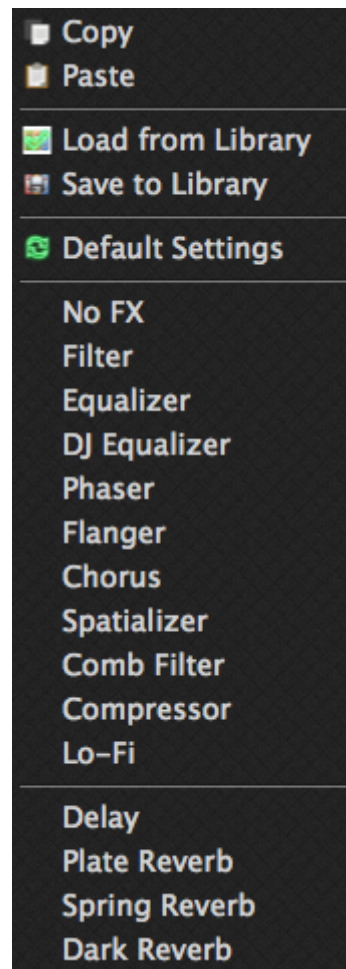 Copy
Paste
Load from Library
Save to Library
Default Settings
No FX
Filter
Equalizer
DJ Equalizer
Phaser
Flanger
Chorus
Spatializer
Comb Filter
Compressor
Lo-Fi
Delay
Plate Reverb
Spring Reverb
Dark Reverb